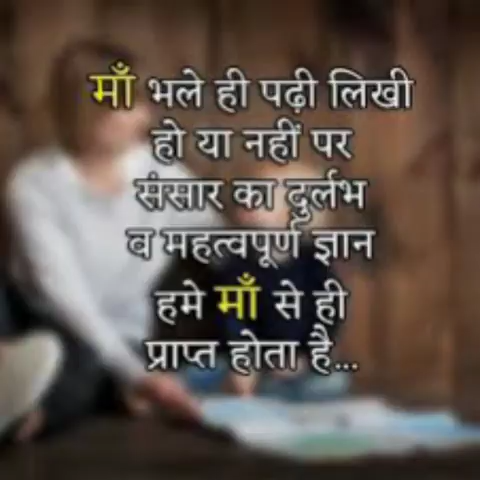 माँ भले ही पढ़ी लिखी
हो या नहीं पर
संसार का दुर्लभ
व महत्वपूर्ण ज्ञान
हमे माँ से ही
प्राप्त होता है...